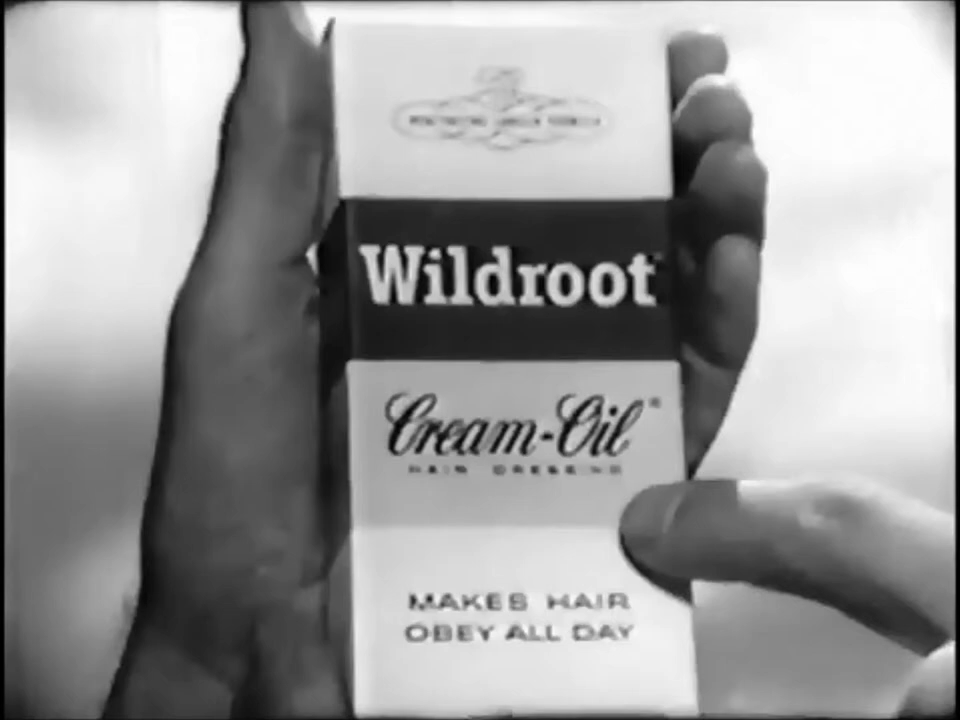 Wildroot
Cream-Oil®
HAIR DRESSING
MAKES HAIR
OBEY ALL DAY